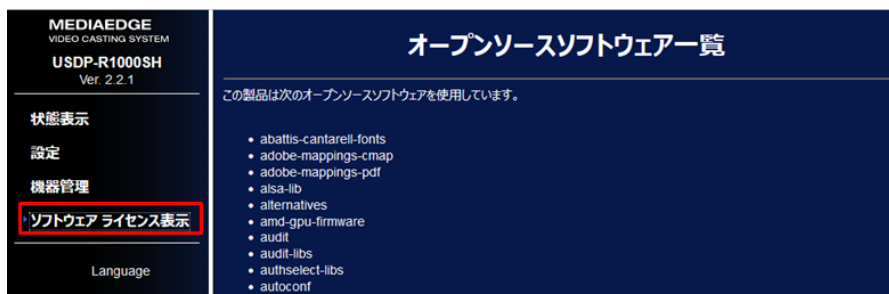 MEDIAEDGE
VIDEO CASTING SYSTEM
USDP-R1000SH
Ver. 2.2.1
状態表示
設定
機器管理
ソフトウェア ライセンス表示
Language
オープンソースソフトウェアー覧
この製品は次のオープンソースソフトウェアを使用しています。
• abattis-cantarell-fonts
• adobe-mappings-cmap
• adobe-mappings-pdf
• alsa-lib
• alternatives
• amd-gpu-firmware
• audit
• audit-libs
• authselect-libs
• autoconf